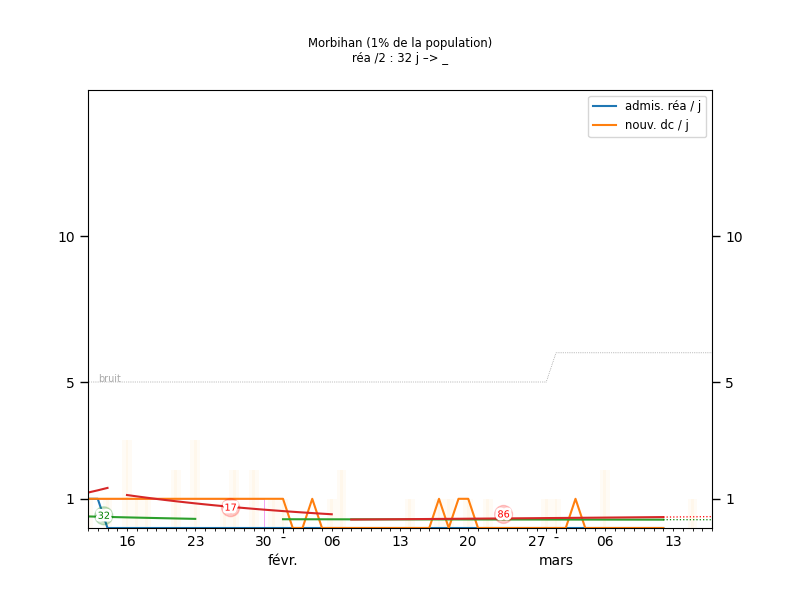 Morbihan (1% de la population)
réa /2 : 32 j –> _
admis. réa / j
nouv. dc / j
10 10
bruit
5 5
1 1
32 17 86
16 23 30 - 06 13 20 27 - 06 13
févr. mars